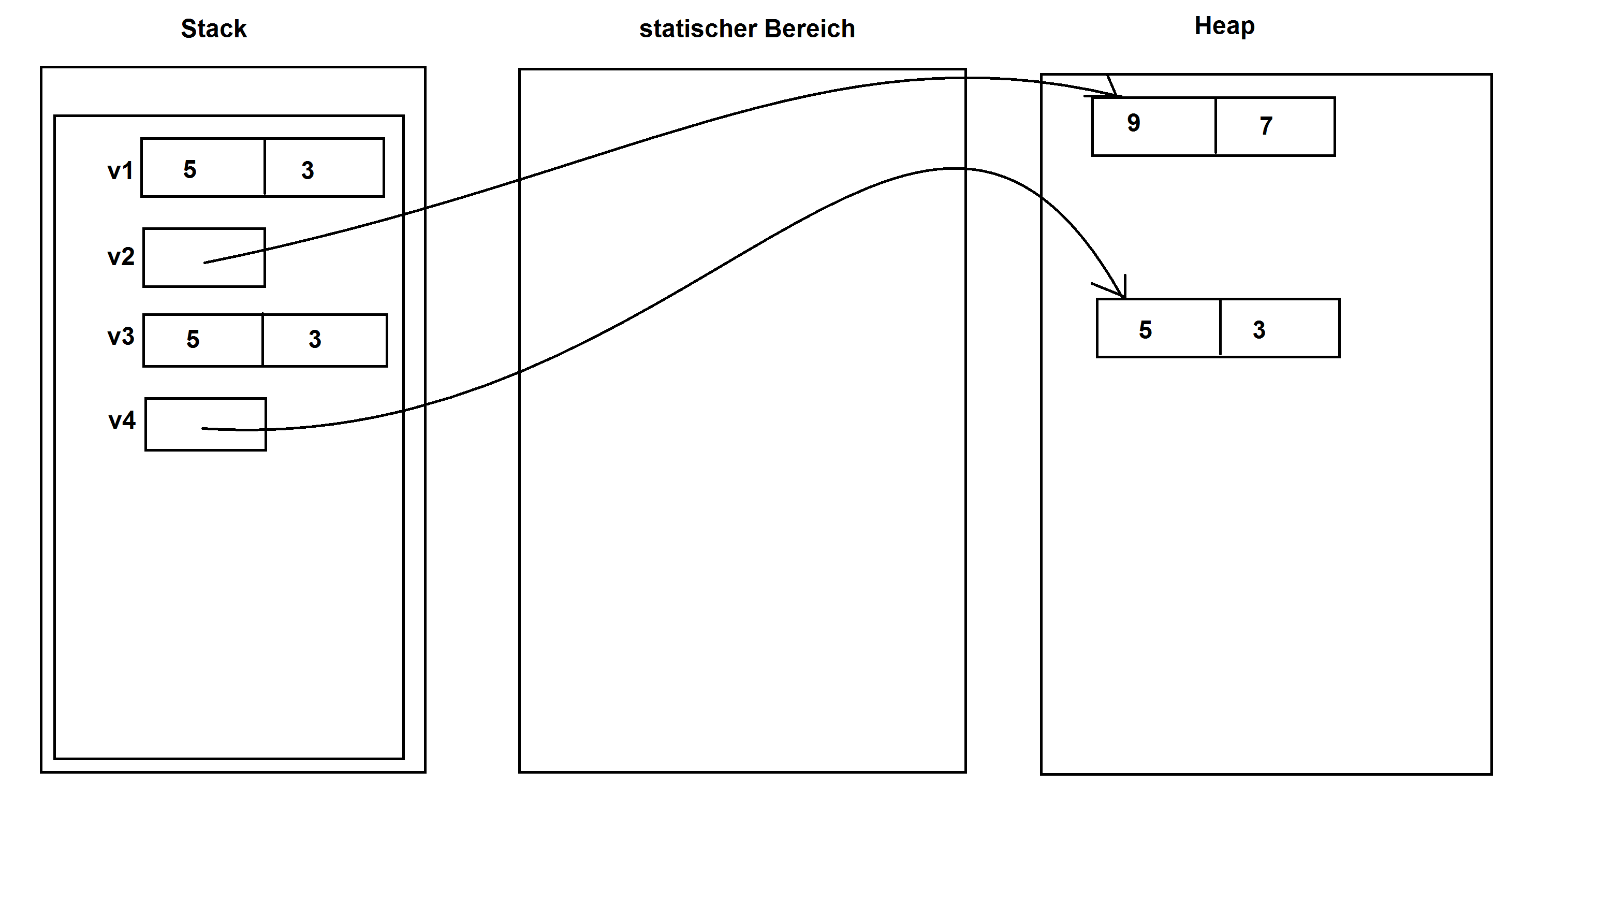 Stack
statischer Bereich
Heap
v1 5 3
v2
v3 5 3
v4
9 7
5 3